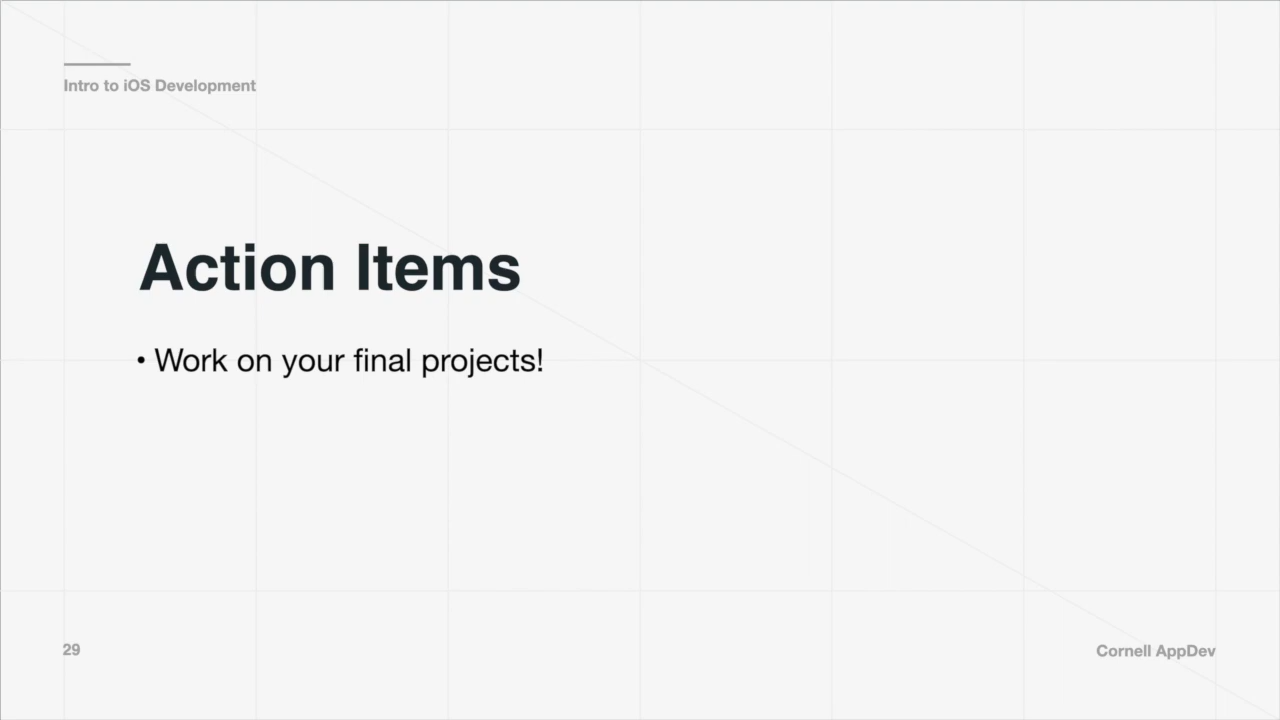 Intro to iOS Development
Action Items
• Work on your final projects!
29
Cornell AppDev